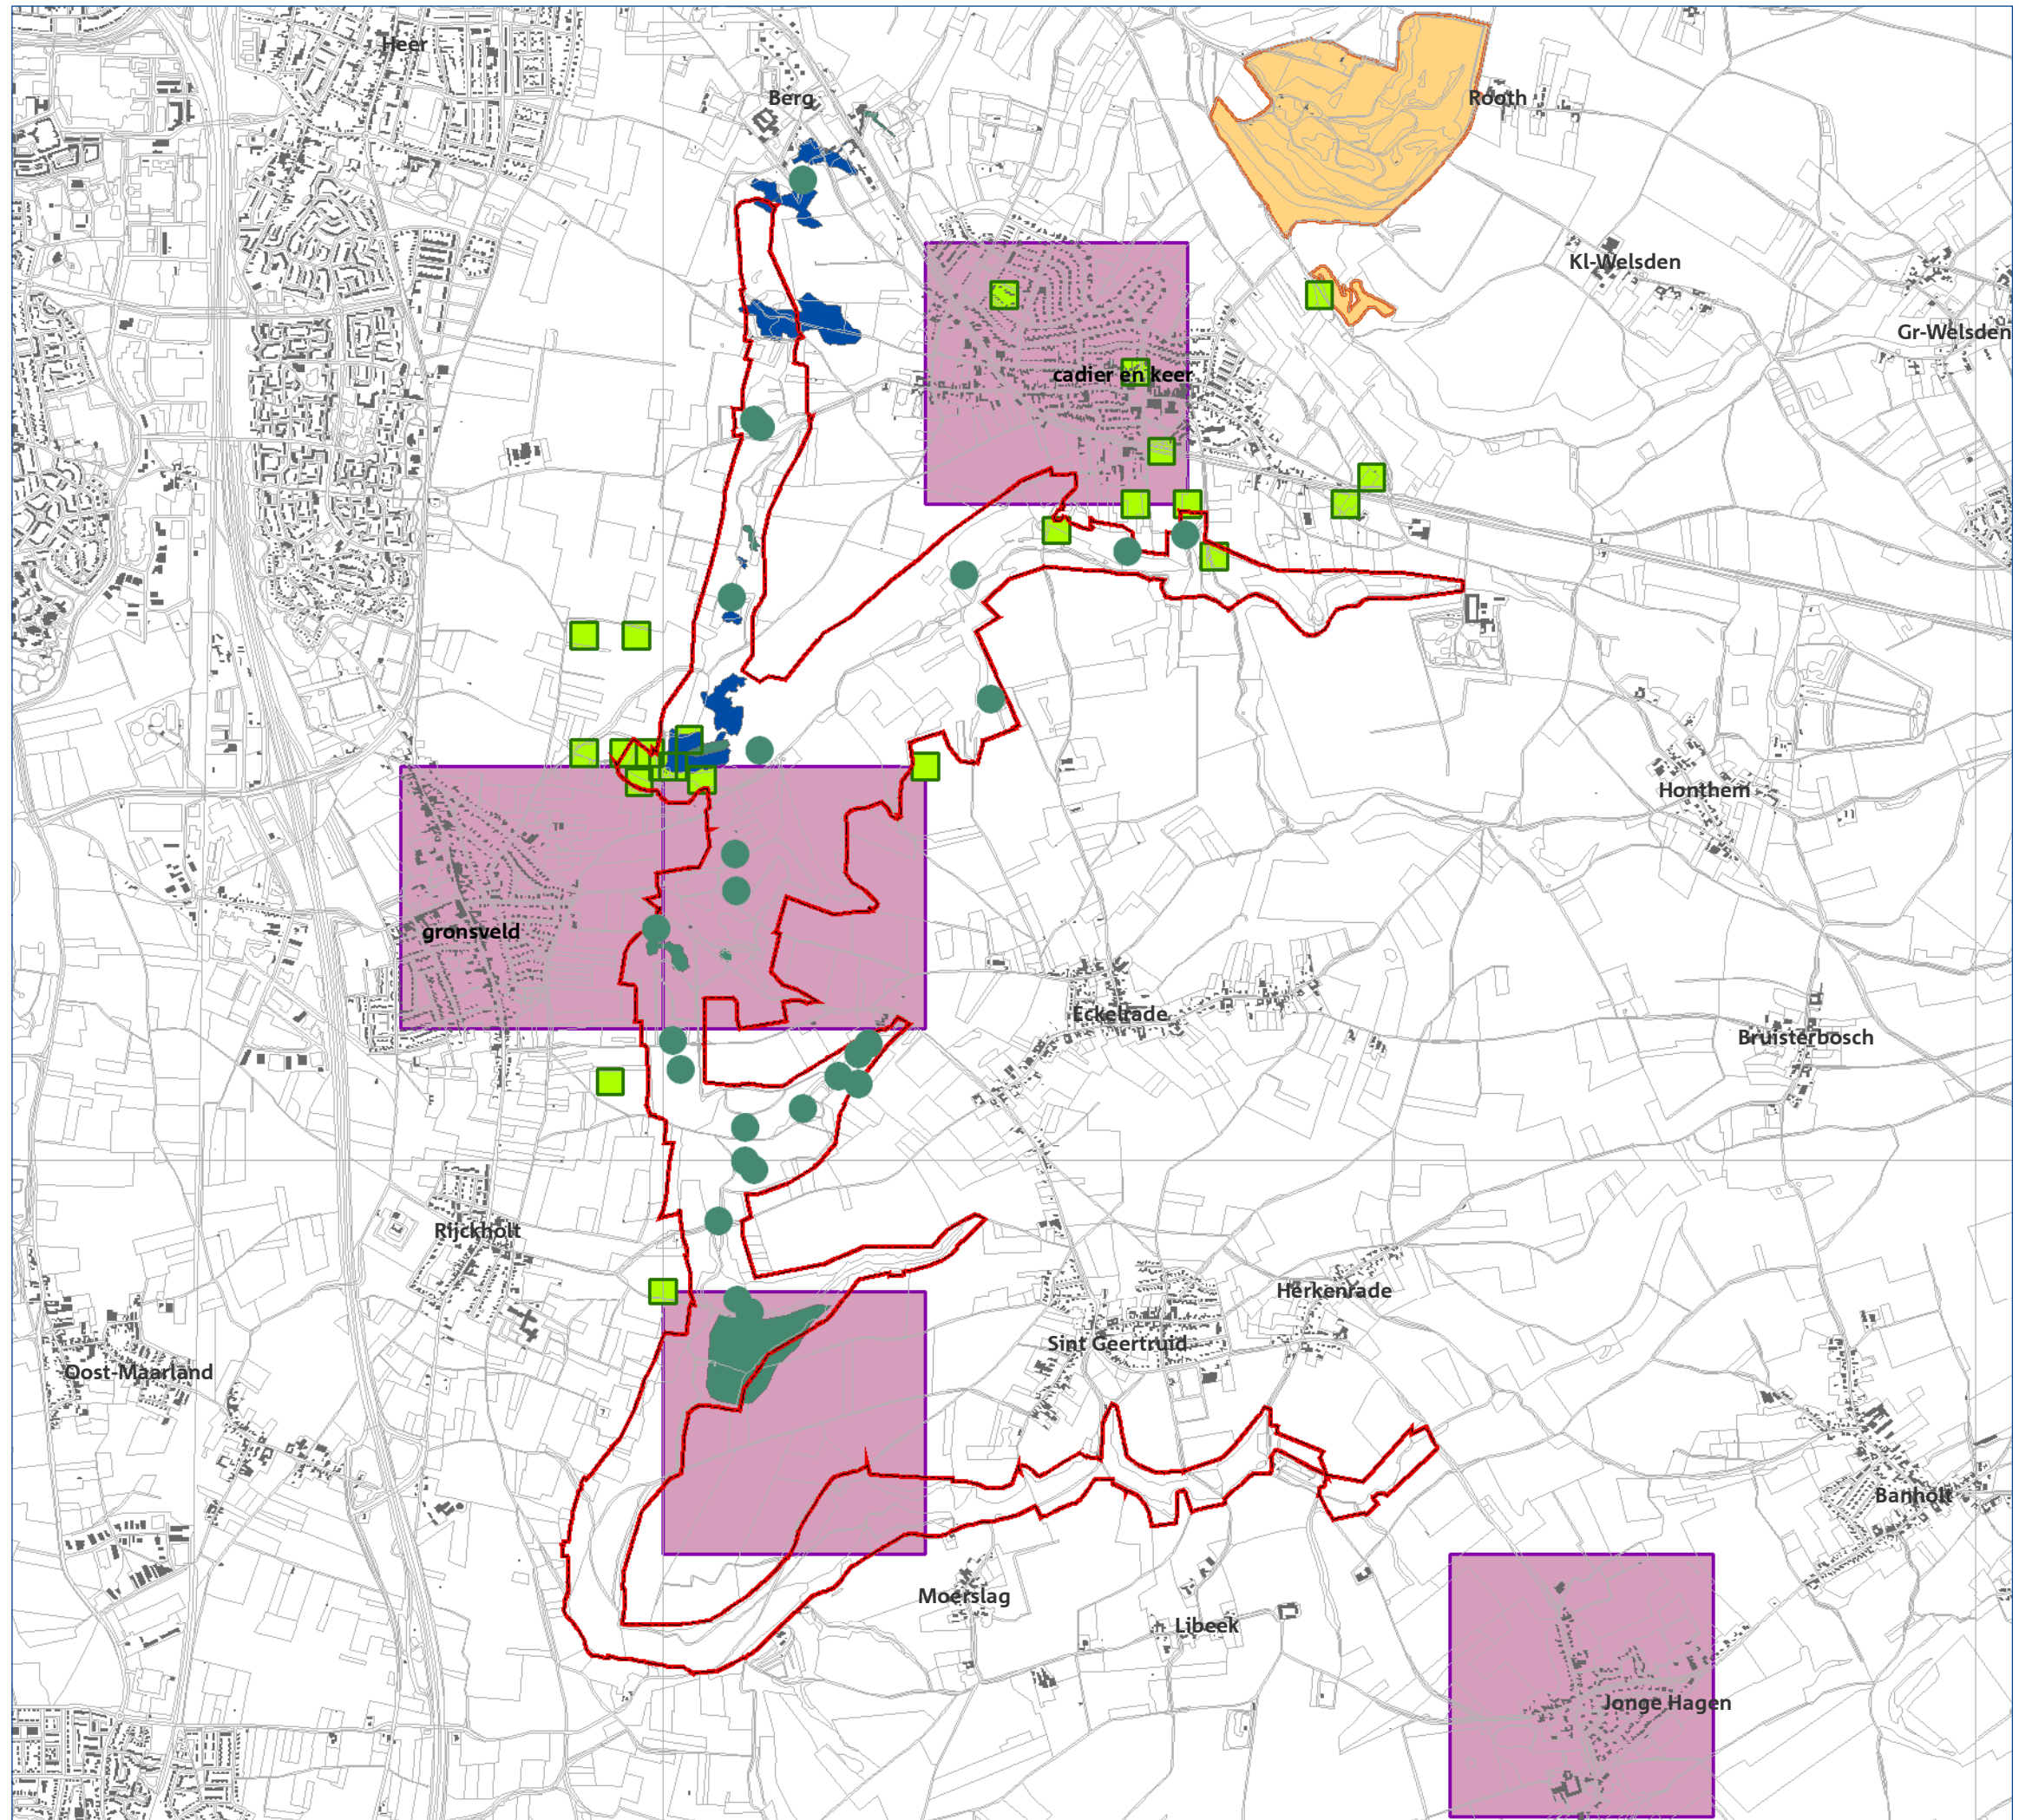 Heer
Berg
Rooth
Kl-Welsden
Gr-Welsden
cadier en keer
Honthem
gronsveld
Eckelrade
Bruisterbosch
Rijckholt
Herkenrade
Sint Geertruid
Oost-Maarland
Banholt
Moerslag
Libeek
Jonge Hagen